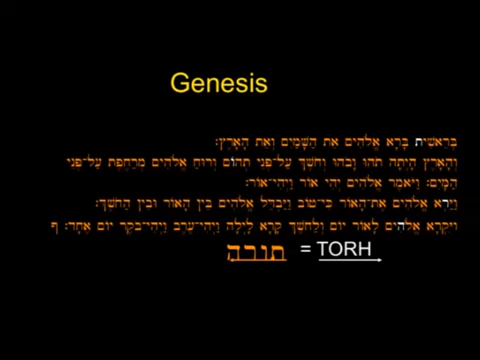 Genesis
בְּרֵאשִׁית בָּרָא אֱלֹהִים אֵת הַשָּׁמַיִם וְאֵת הָאָרֶץ:
וְהָאָרֶץ הָיְתָה תֹהוּ וָבֹהוּ וְחֹשֶׁךְ עַל־פְּנֵי תְהוֹם וְרוּחַ אֱלֹהִים מְרַחֶפֶת עַל־פְּנֵי
הַמָּיִם: וַיֹּאמֶר אֱלֹהִים יְהִי אוֹר וַיְהִי־אוֹר:
וַיַּרְא אֱלֹהִים אֶת־הָאוֹר כִּי־טוֹב וַיַּבְדֵּל אֱלֹהִים בֵּין הָאוֹר וּבֵין הַחֹשֶׁךְ:
וַיִּקְרָא אֱלֹהִים לָאוֹר יוֹם וְלַחֹשֶׁךְ קָרָא לָיְלָה וַיְהִי־עֶרֶב וַיְהִי־בֹקֶר יוֹם אֶחָד: ף
תורה = TORH